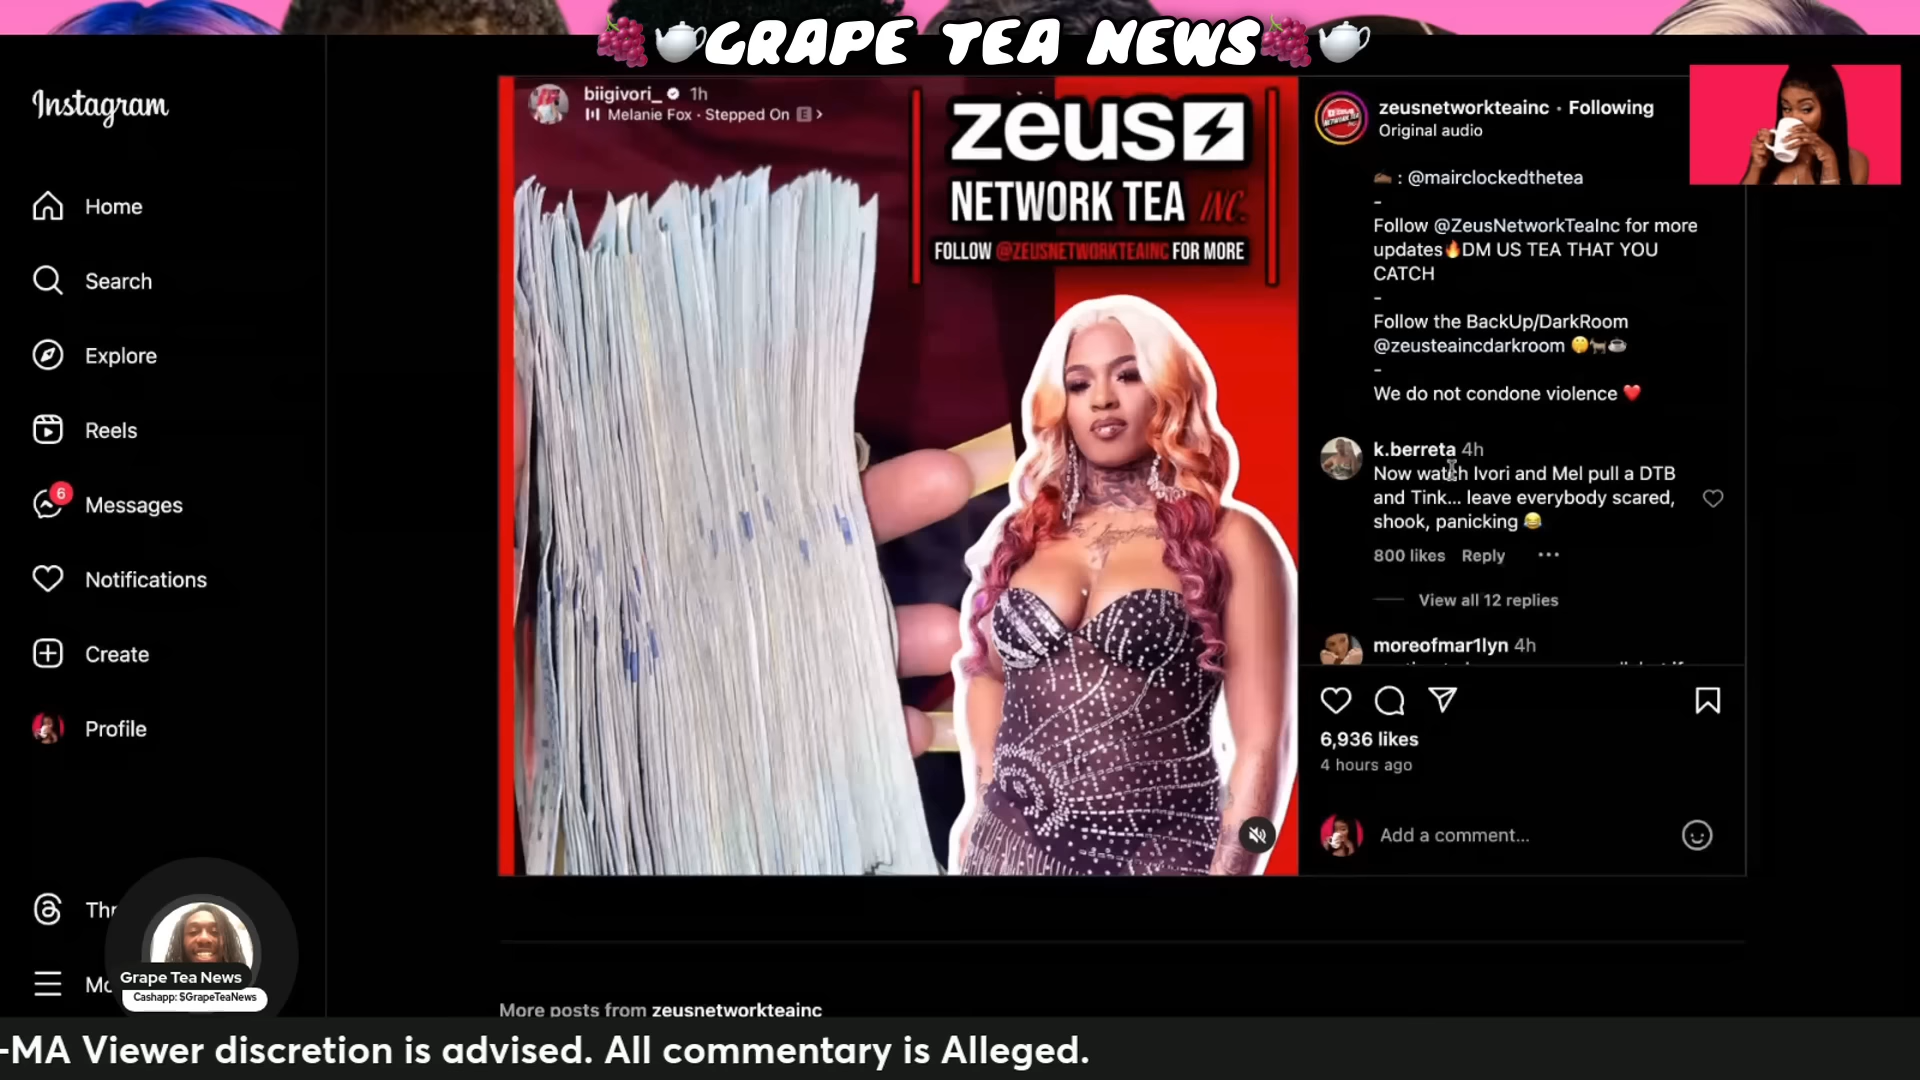 GRAPE TEA NEWS
Instagram
Home
Search
Explore
Reels
6
Messages
Notifications
Create
Profile
Thr
Mo
Grape Tea News
Cashapp: $GrapeTeaNews
biigivori_ 1h
Melanie Fox · Stepped On E >
zeus
NETWORK TEA INC.
FOLLOW @ZEUSNETWORKTEAINC FOR MORE
zeusnetworkteainc · Following
Original audio
: @mairclockedthetea
-
Follow @ZeusNetworkTeaInc for more
updates🔥DM US TEA THAT YOU
CATCH
-
Follow the BackUp/DarkRoom
@zeusteaincdarkroom 🤫🐈‍⬛☕
-
We do not condone violence ❤️
k.berreta 4h
Now watch Ivori and Mel pull a DTB
and Tink... leave everybody scared,
shook, panicking 😂
800 likes Reply ···
View all 12 replies
moreofmar1lyn 4h
6,936 likes
4 hours ago
Add a comment...
More posts from zeusnetworkteainc
-MA Viewer discretion is advised. All commentary is Alleged.